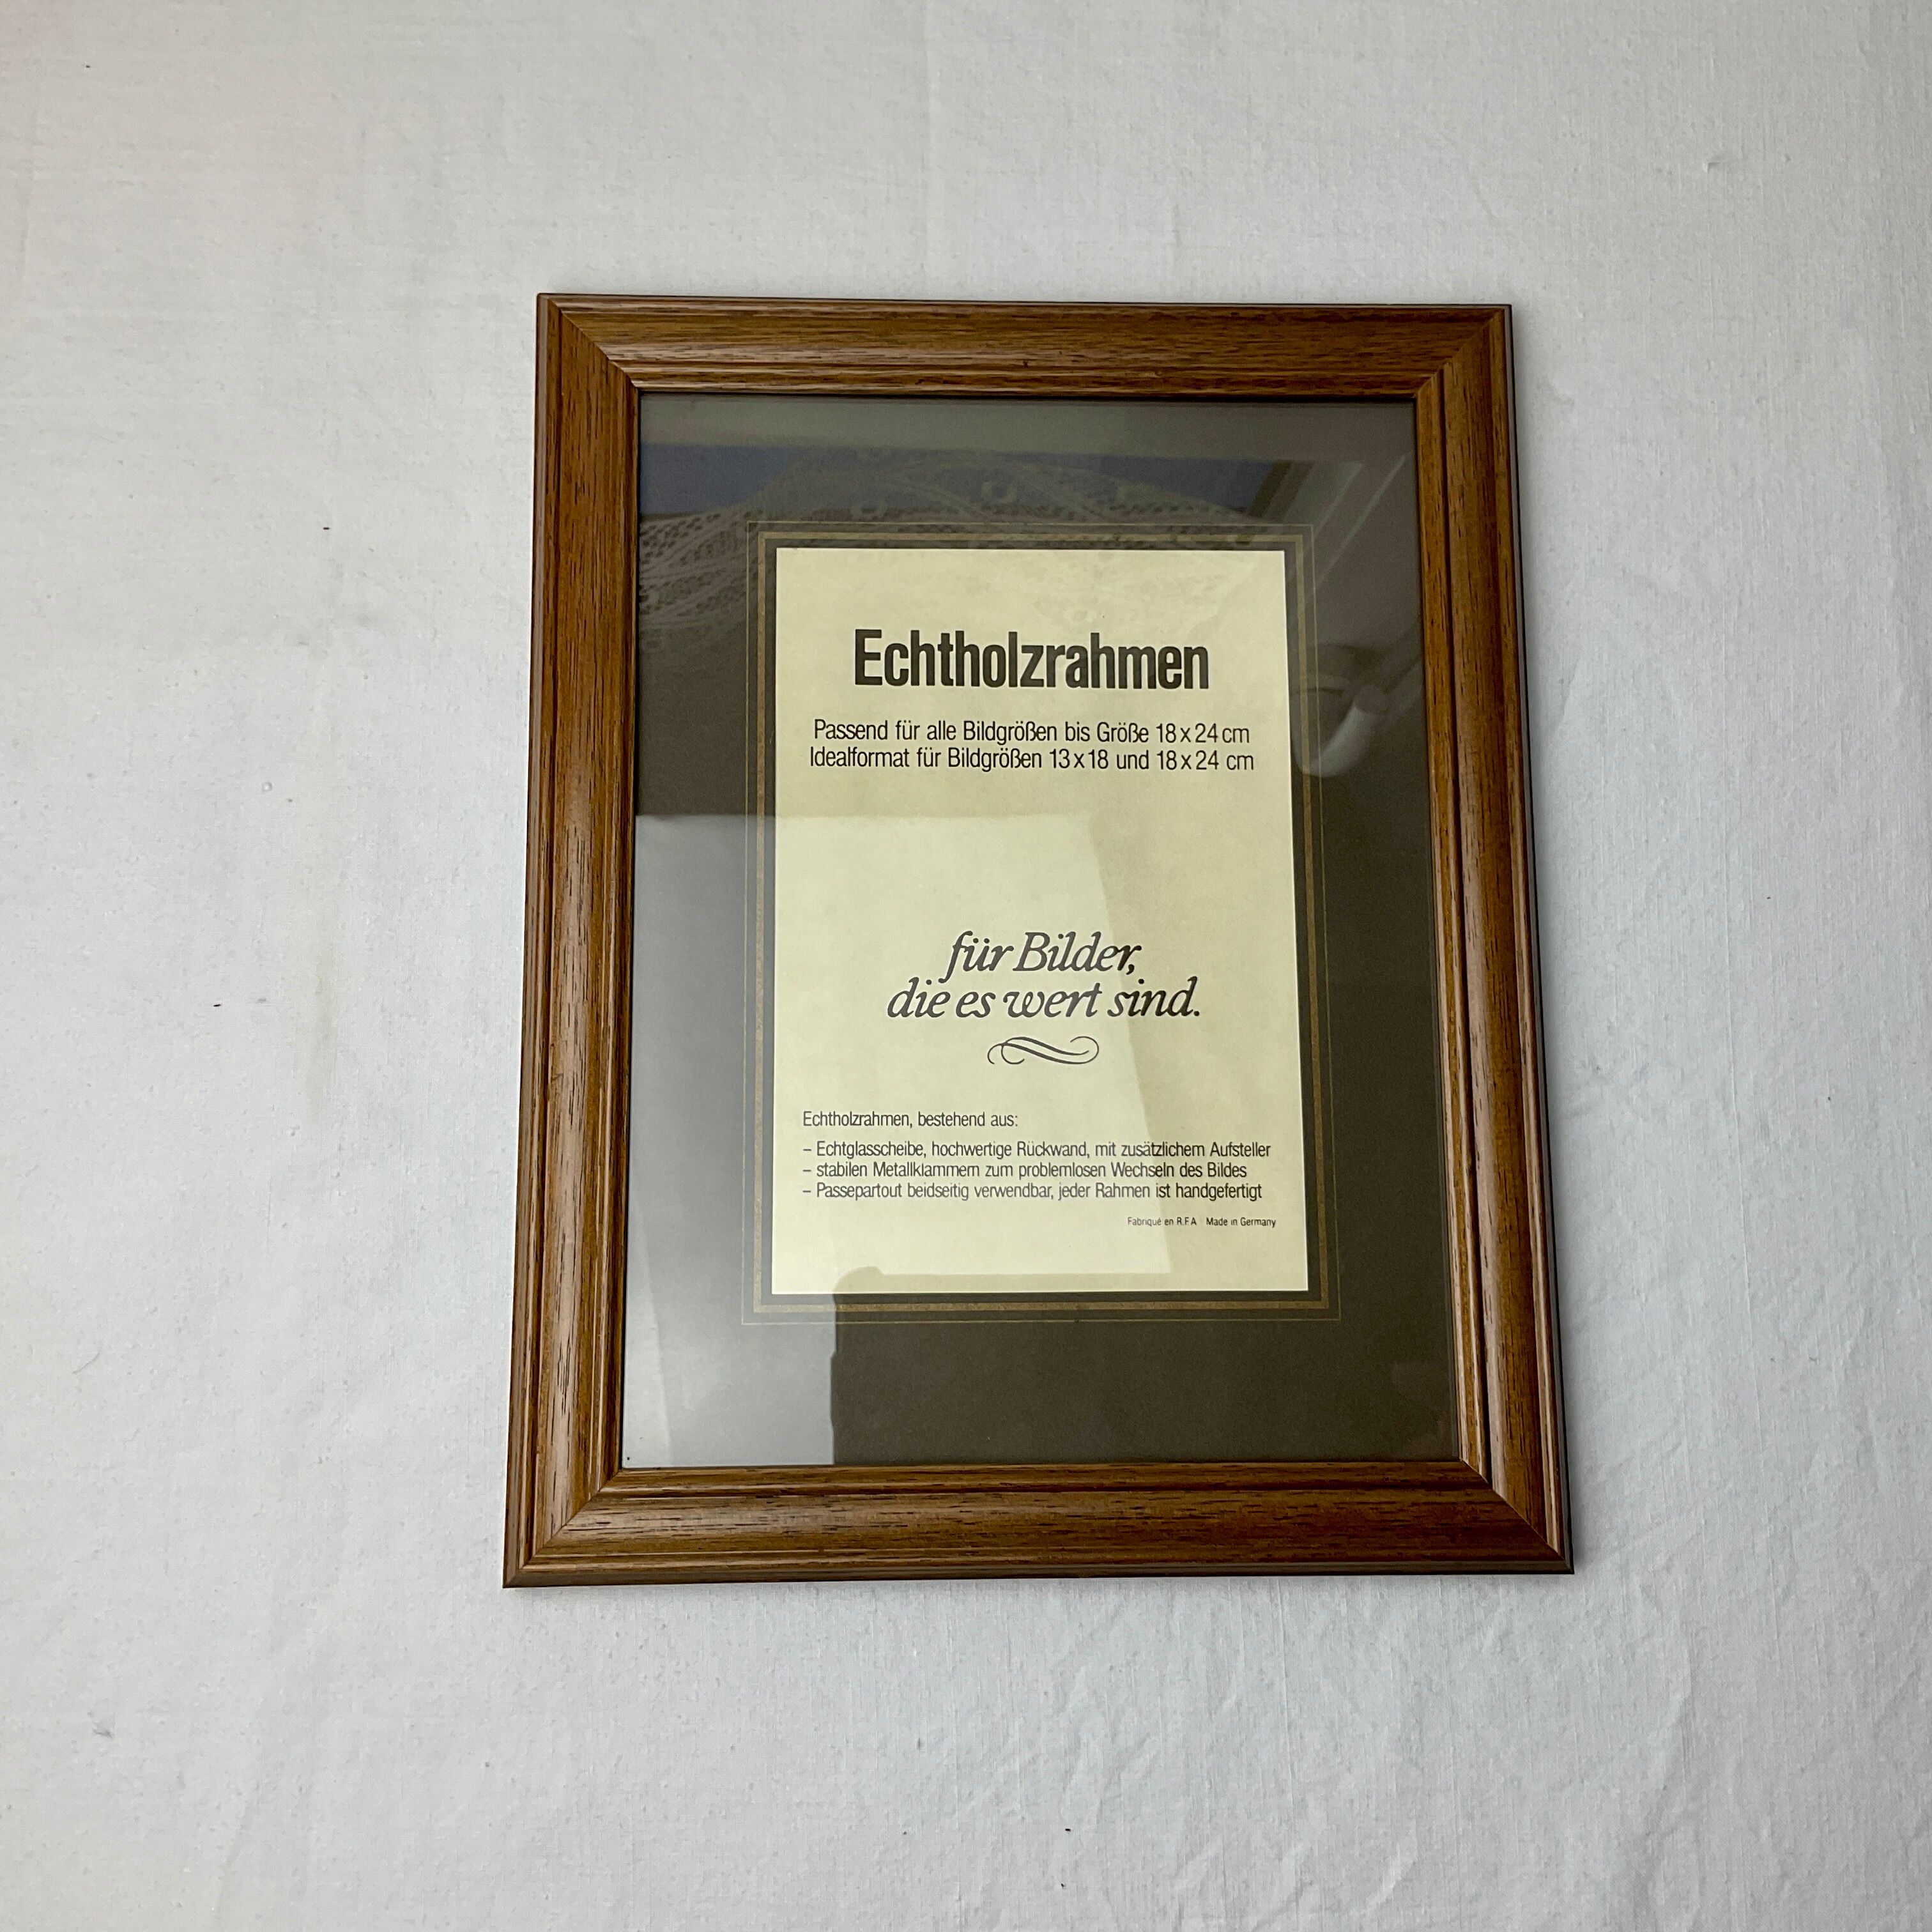 Echtholzrahmen
Passend für alle Bildgrößen bis Größe 18 x 24 cm
Idealformat für Bildgrößen 13 x 18 und 18 x 24 cm
für Bilder,
die es wert sind.
Echtholzrahmen, bestehend aus:
– Echtglasscheibe, hochwertige Rückwand, mit zusätzlichem Aufsteller
– stabilen Metallklammern zum problemlosen Wechseln des Bildes
– Passepartout beidseitig verwendbar, jeder Rahmen ist handgefertigt
Fabriqué en R.F.A Made in Germany